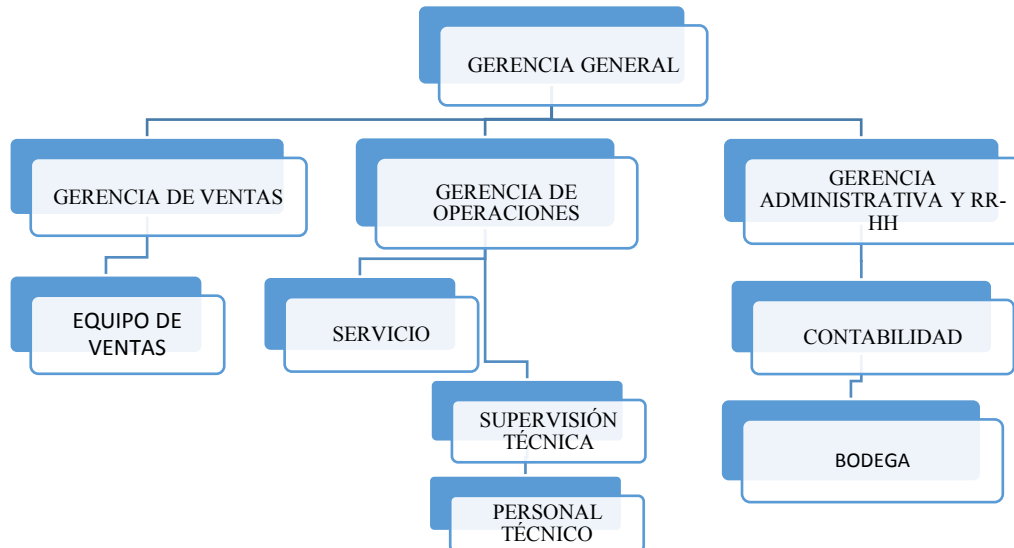 GERENCIA GENERAL
GERENCIA DE VENTAS
GERENCIA DE
OPERACIONES
GERENCIA
ADMINISTRATIVA Y RR-
HH
EQUIPO DE
VENTAS
SERVICIO
CONTABILIDAD
SUPERVISIÓN
TÉCNICA
BODEGA
PERSONAL
TÉCNICO